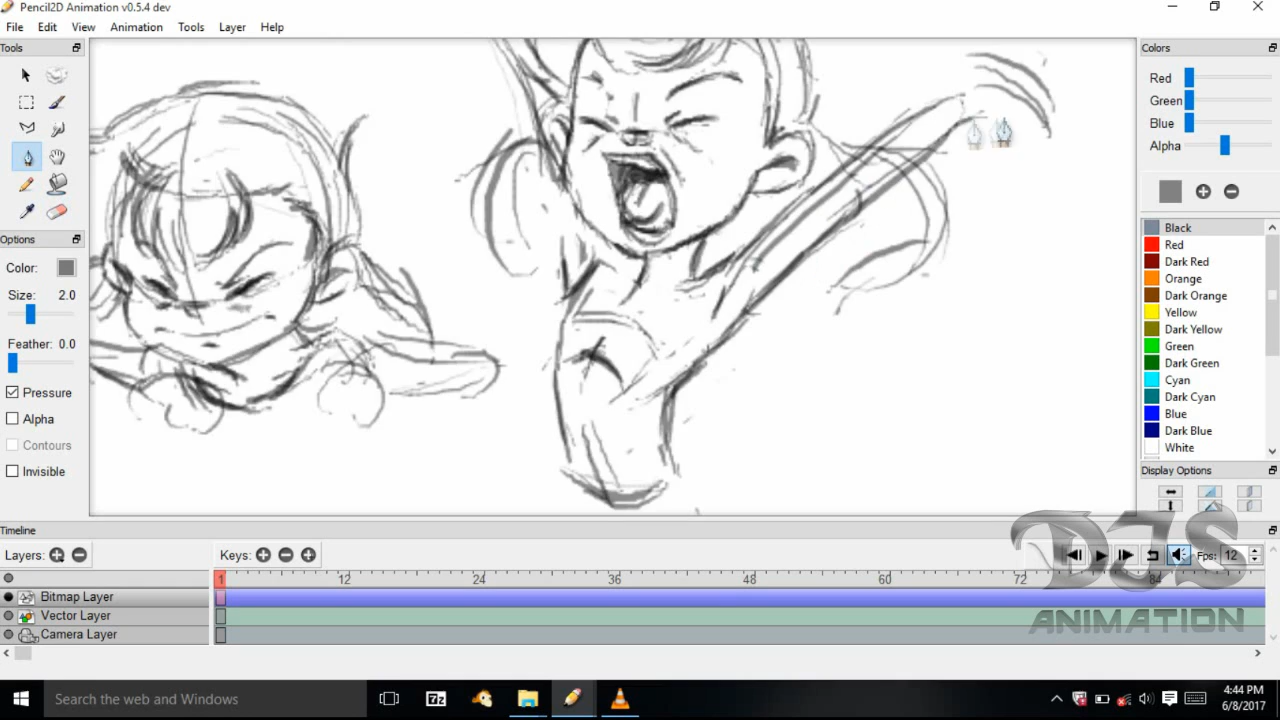 Pencil2D Animation v0.5.4 dev
File Edit View Animation Tools Layer Help
Tools
Options
Color:
Size: 2.0
Feather: 0.0
Pressure
Alpha
Contours
Invisible
Colors
Red
Green
Blue
Alpha
Black
Red
Dark Red
Orange
Dark Orange
Yellow
Dark Yellow
Green
Dark Green
Cyan
Dark Cyan
Blue
Dark Blue
White
Display Options
Timeline
Layers: Keys: Fps: 12
1 12 24 36 48 60 72 84
Bitmap Layer
Vector Layer
Camera Layer
DJS
ANIMATION
Search the web and Windows
7z
4:44 PM
6/8/2017